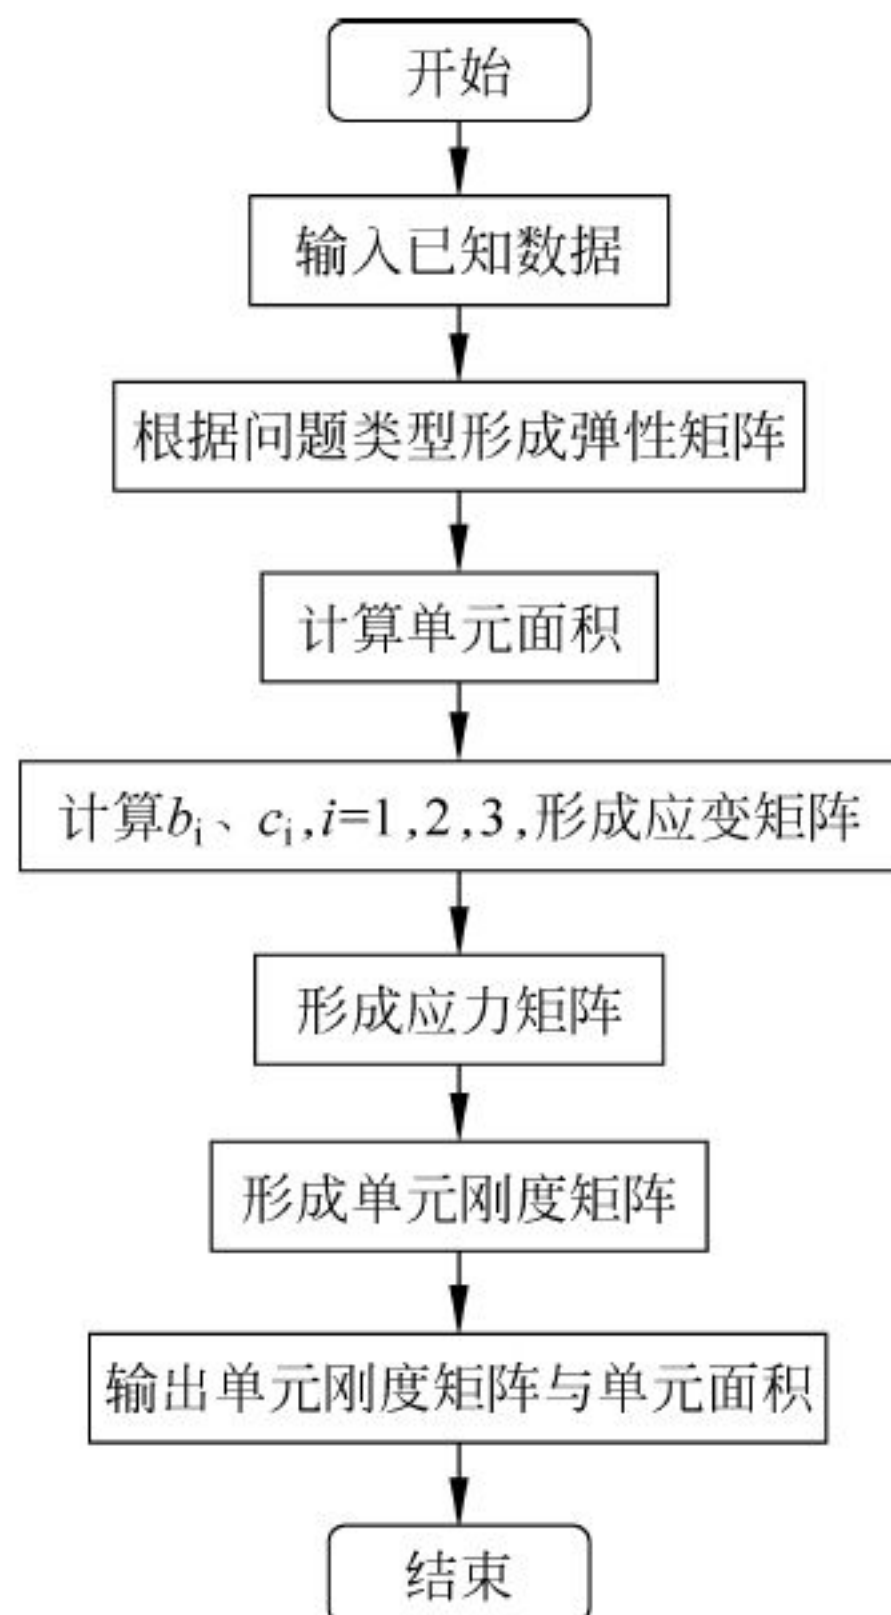 开始
输入已知数据
根据问题类型形成弹性矩阵
计算单元面积
计算bi、ci,i=1,2,3,形成应变矩阵
形成应力矩阵
形成单元刚度矩阵
输出单元刚度矩阵与单元面积
结束